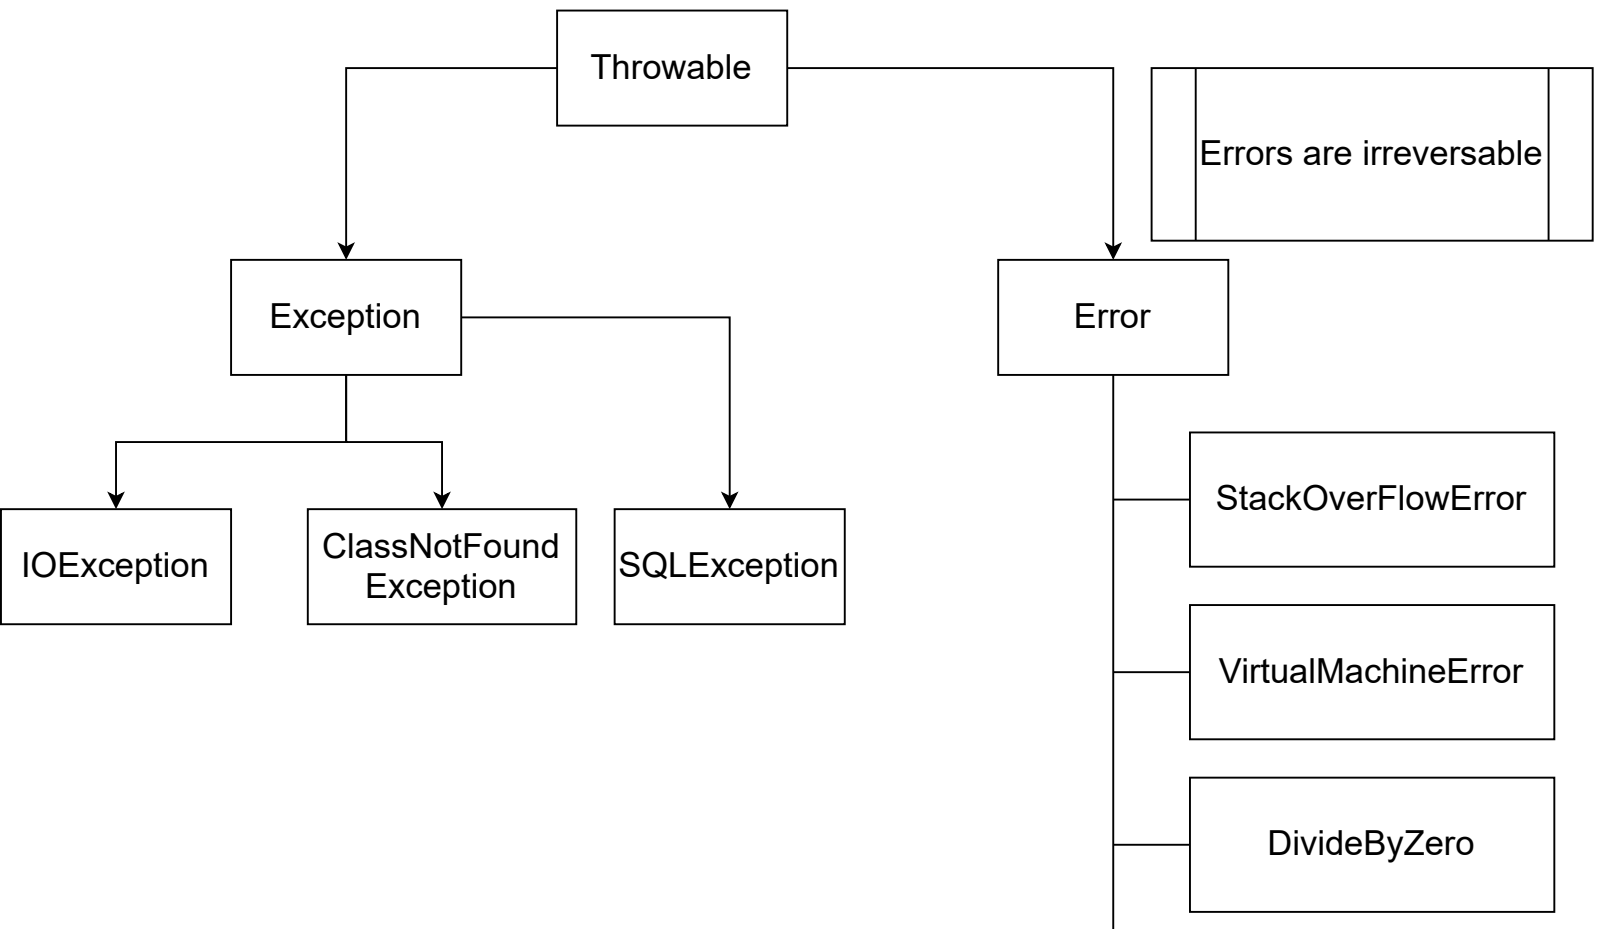 Throwable
Errors are irreversable
Exception
Error
StackOverFlowError
IOException
ClassNotFound
Exception
SQLException
VirtualMachineError
DivideByZero